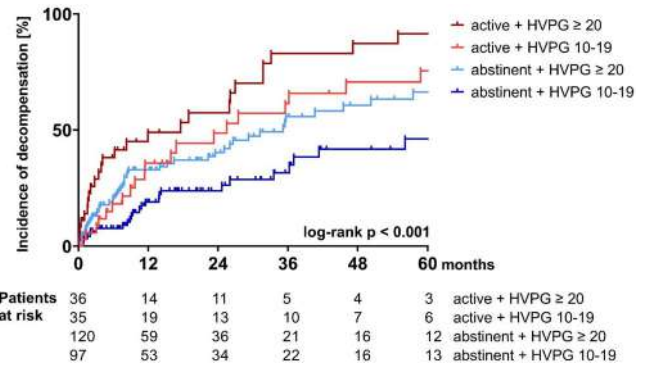 Incidence of decompensation [%]
100
50
0
active + HVPG ≥ 20
active + HVPG 10-19
abstinent + HVPG ≥ 20
abstinent + HVPG 10-19
log-rank p < 0.001
0 12 24 36 48 60 months
Patients at risk
36 14 11 5 4 3 active + HVPG ≥ 20
35 19 13 10 7 6 active + HVPG 10-19
120 59 36 21 16 12 abstinent + HVPG ≥ 20
97 53 34 22 16 13 abstinent + HVPG 10-19